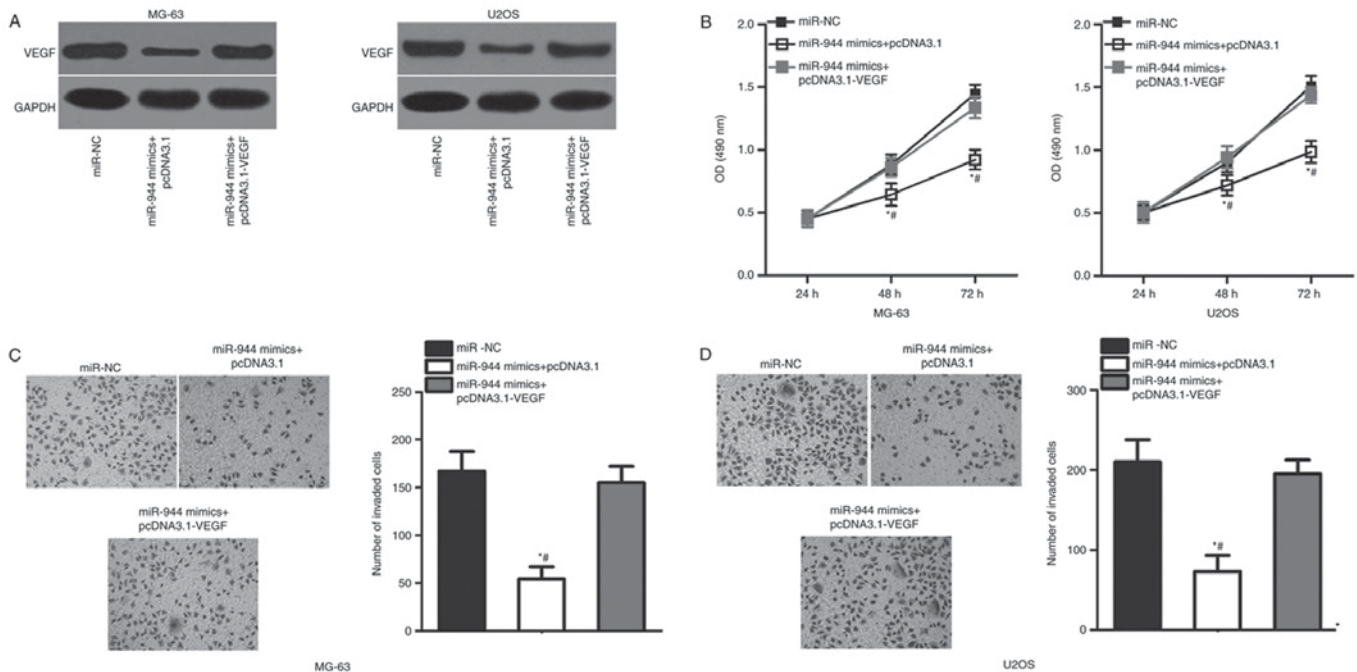 A
MG-63
VEGF
GAPDH
miR-NC
miR-944 mimics+
pcDNA3.1
miR-944 mimics+
pcDNA3.1-VEGF
U2OS
VEGF
GAPDH
miR-NC
miR-944 mimics+
pcDNA3.1
miR-944 mimics+
pcDNA3.1-VEGF
B
miR-NC
miR-944 mimics+pcDNA3.1
miR-944 mimics+
pcDNA3.1-VEGF
OD (490 nm)
2.0
1.5
1.0
0.5
0.0
*#
*#
24 h 48 h 72 h
MG-63
miR-NC
miR-944 mimics+pcDNA3.1
miR-944 mimics+
pcDNA3.1-VEGF
OD (490 nm)
2.0
1.5
1.0
0.5
0.0
*#
*#
24 h 48 h 72 h
U2OS
C
miR-NC
miR-944 mimics+
pcDNA3.1
miR-944 mimics+
pcDNA3.1-VEGF
miR -NC
miR-944 mimics+pcDNA3.1
miR-944 mimics+
pcDNA3.1-VEGF
Number of invaded cells
250
200
150
100
50
0
*#
MG-63
D
miR-NC
miR-944 mimics+
pcDNA3.1
miR-944 mimics+
pcDNA3.1-VEGF
miR -NC
miR-944 mimics+pcDNA3.1
miR-944 mimics+
pcDNA3.1-VEGF
Number of invaded cells
300
200
100
0
*#
U2OS